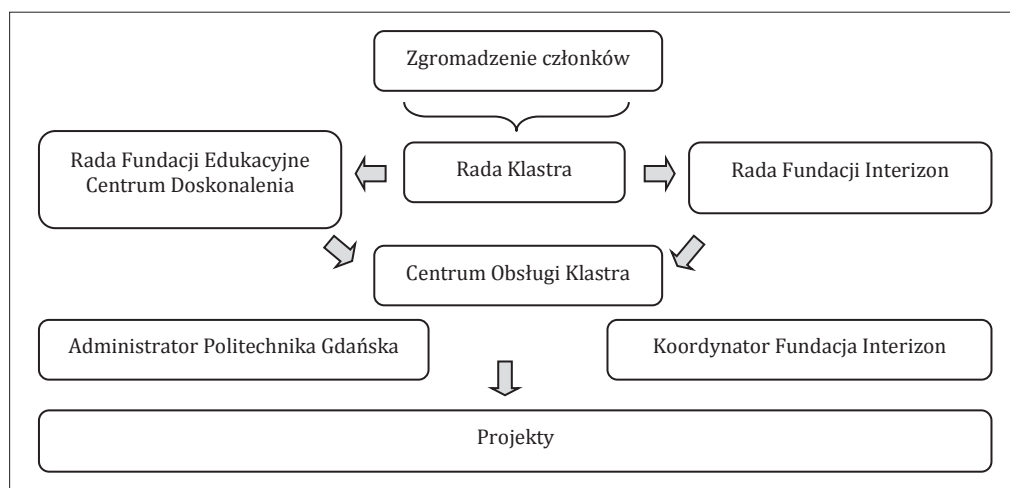 Zgromadzenie członków
Rada Fundacji Edukacyjne
Centrum Doskonalenia
Rada Klastra
Rada Fundacji Interizon
Centrum Obsługi Klastra
Administrator Politechnika Gdańska
Koordynator Fundacja Interizon
Projekty